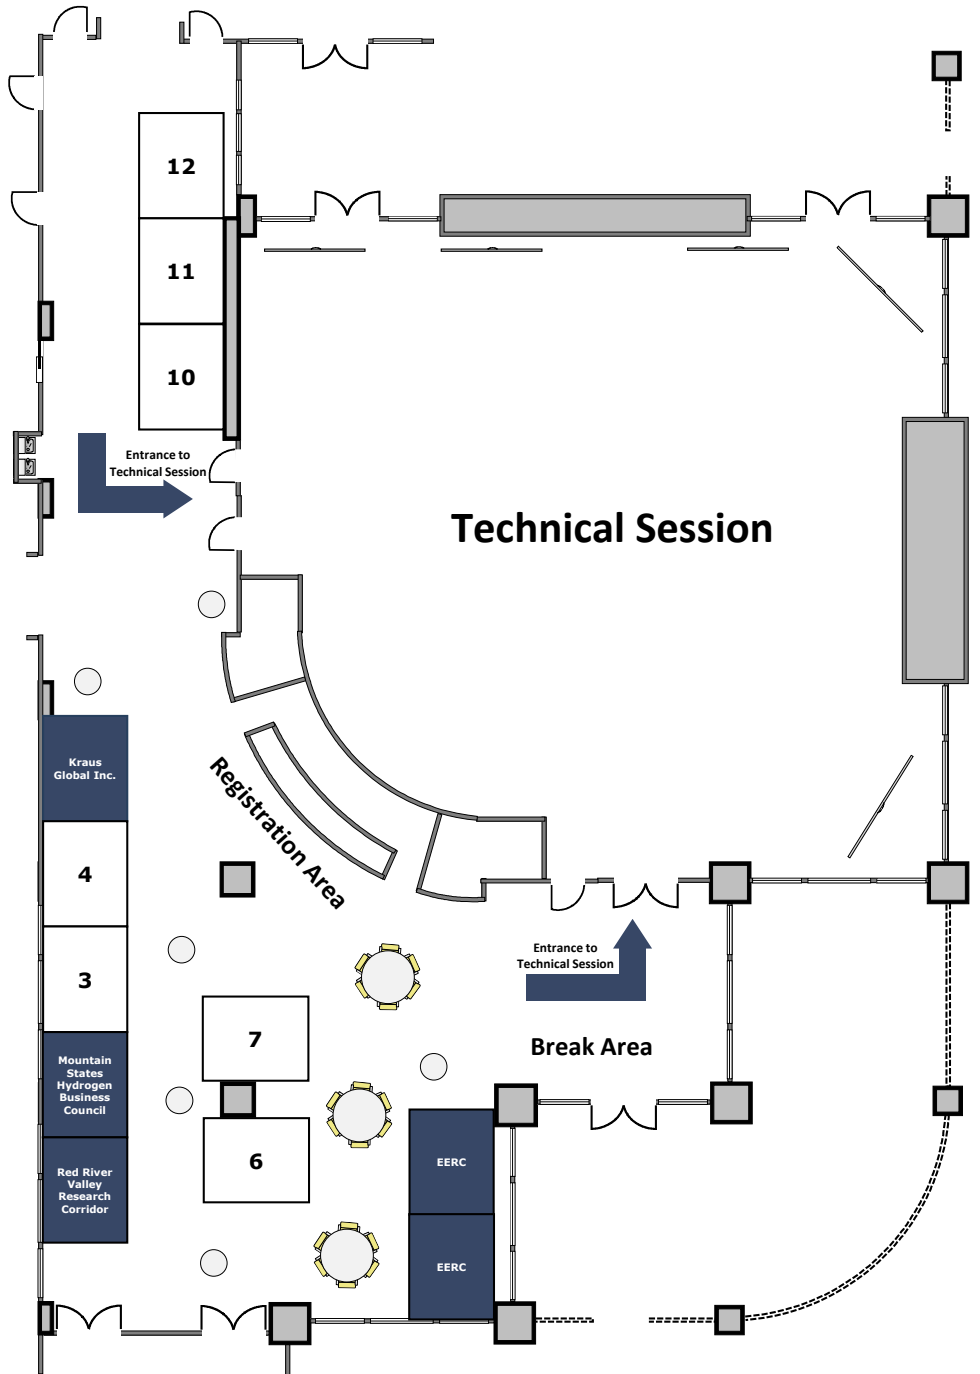 12
11
10
Entrance to
Technical Session
Technical Session
Kraus
Global Inc.
Registration Area
4
3
Entrance to
Technical Session
7
Break Area
Mountain
States
Hydrogen
Business
Council
6
EERC
Red River
Valley
Research
Corridor
EERC